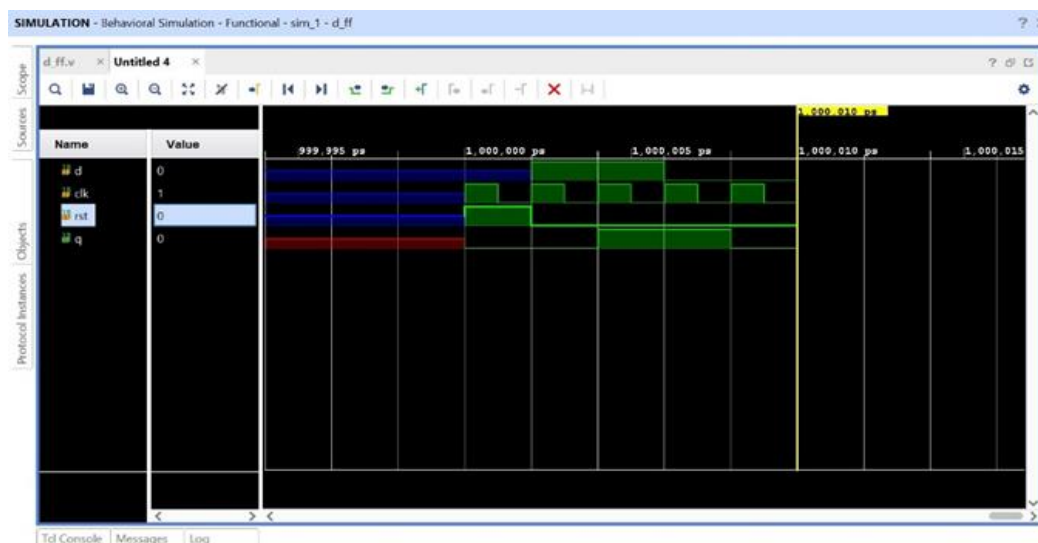 SIMULATION - Behavioral Simulation - Functional - sim_1 - d_ff
?
d_ff.v × Untitled 4 ×
?
Scope
Sources
Objects
Protocol Instances
1,000,010 ps
Name Value
999,995 ps 1,000,000 ps 1,000,005 ps 1,000,010 ps 1,000,015
d 0
clk 1
rst 0
q 0
Tcl Console Messages Log